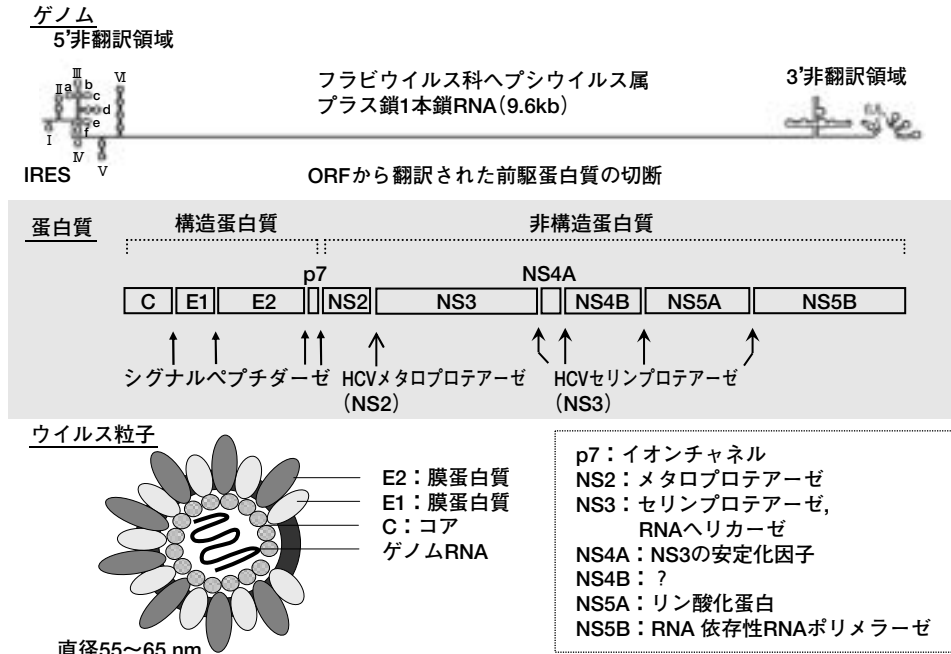 ゲノム
5’非翻訳領域
Ⅲ
Ⅵ
Ⅱ a b
c
d
e
f
Ⅰ
Ⅳ
Ⅴ
IRES
フラビウイルス科ヘプシウイルス属
プラス鎖1本鎖RNA(9.6kb)
3’非翻訳領域
ORFから翻訳された前駆蛋白質の切断
蛋白質
構造蛋白質
非構造蛋白質
p7
NS4A
C E1 E2 NS2 NS3 NS4B NS5A NS5B
シグナルペプチダーゼ
HCVメタロプロテアーゼ
(NS2)
HCVセリンプロテアーゼ
(NS3)
ウイルス粒子
E2:膜蛋白質
E1:膜蛋白質
C:コア
ゲノムRNA
直径55〜65 nm
p7:イオンチャネル
NS2:メタロプロテアーゼ
NS3:セリンプロテアーゼ,
RNAヘリカーゼ
NS4A:NS3の安定化因子
NS4B:?
NS5A:リン酸化蛋白
NS5B:RNA 依存性RNAポリメラーゼ